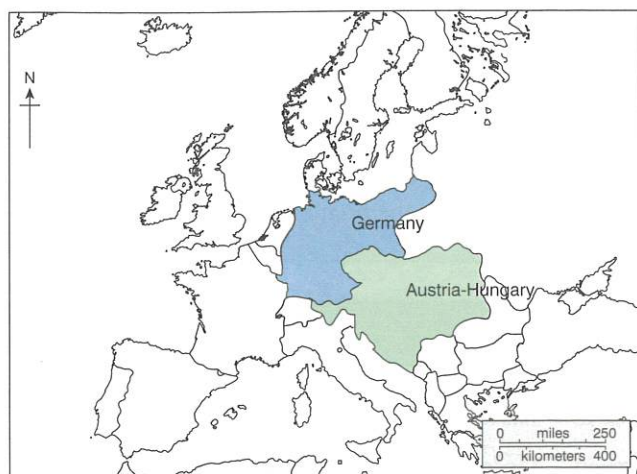 N
Germany
Austria-Hungary
0 miles 250
0 kilometers 400